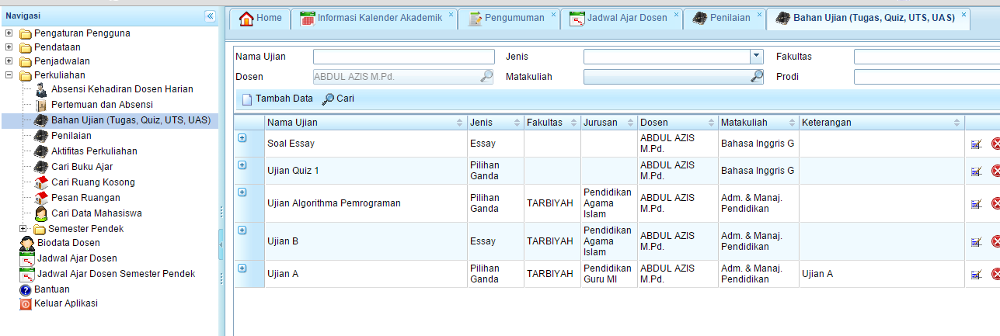 Navigasi
Pengaturan Pengguna
Pendataan
Penjadwalan
Perkuliahan
Absensi Kehadiran Dosen Harian
Pertemuan dan Absensi
Bahan Ujian (Tugas, Quiz, UTS, UAS)
Penilaian
Aktifitas Perkuliahan
Cari Buku Ajar
Cari Ruang Kosong
Pesan Ruangan
Cari Data Mahasiswa
Semester Pendek
Biodata Dosen
Jadwal Ajar Dosen
Jadwal Ajar Dosen Semester Pendek
Bantuan
Keluar Aplikasi
Home Informasi Kalender Akademik Pengumuman Jadwal Ajar Dosen Penilaian Bahan Ujian (Tugas, Quiz, UTS, UAS)
Nama Ujian Jenis Fakultas
Dosen ABDUL AZIS M.Pd. Matakuliah Prodi
Tambah Data Cari
Nama Ujian Jenis Fakultas Jurusan Dosen Matakuliah Keterangan
Soal Essay Essay ABDUL AZIS M.Pd. Bahasa Inggris G
Ujian Quiz 1 Pilihan Ganda ABDUL AZIS M.Pd. Bahasa Inggris G
Ujian Algorithma Pemrograman Pilihan Ganda TARBIYAH Pendidikan Agama Islam ABDUL AZIS M.Pd. Adm. & Manaj. Pendidikan
Ujian B Essay TARBIYAH Pendidikan Agama Islam ABDUL AZIS M.Pd. Adm. & Manaj. Pendidikan
Ujian A Pilihan Ganda TARBIYAH Pendidikan Guru MI ABDUL AZIS M.Pd. Adm. & Manaj. Pendidikan Ujian A